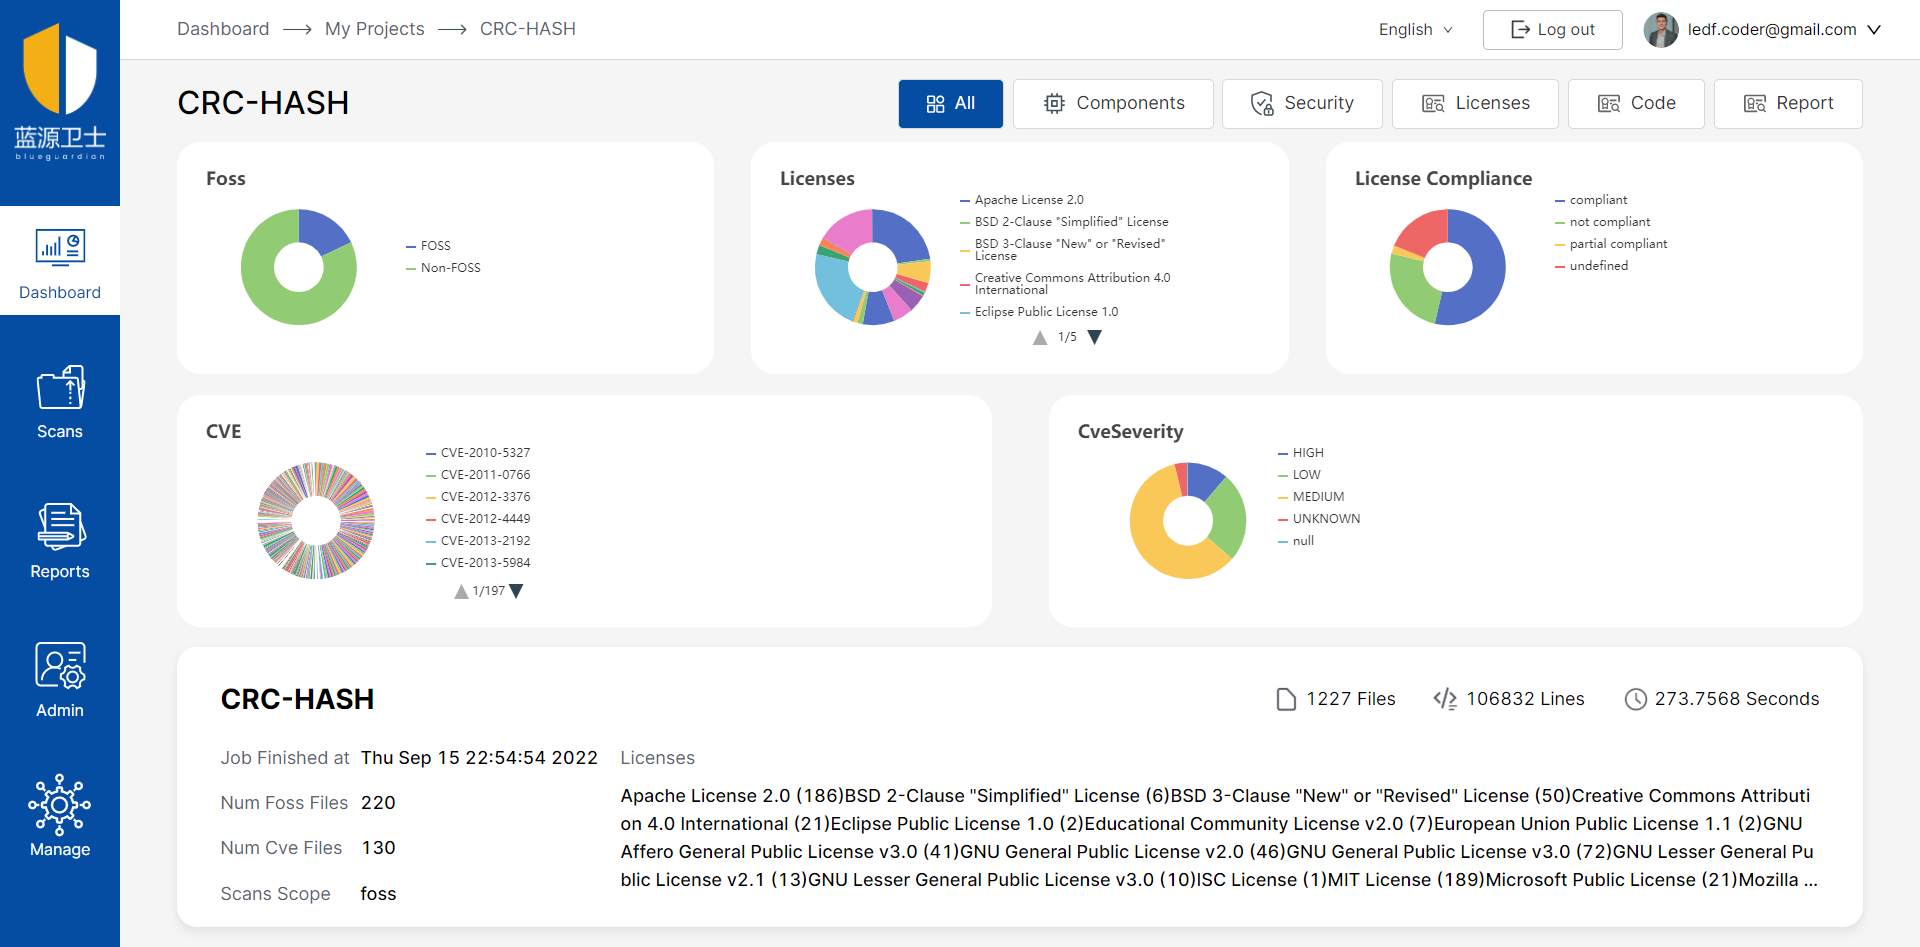 Dashboard
My Projects
CRC-HASH
English
Log out
ledf.coder@gmail.com
蓝源卫士
blueguardian
Dashboard
Scans
Reports
Admin
Manage
CRC-HASH
All
Components
Security
Licenses
Code
Report
Foss
FOSS
Non-FOSS
Licenses
Apache License 2.0
BSD 2-Clause "Simplified" License
BSD 3-Clause "New" or "Revised"
License
Creative Commons Attribution 4.0
International
Eclipse Public License 1.0
1/5
License Compliance
compliant
not compliant
partial compliant
undefined
CVE
CVE-2010-5327
CVE-2011-0766
CVE-2012-3376
CVE-2012-4449
CVE-2013-2192
CVE-2013-5984
1/197
CveSeverity
HIGH
LOW
MEDIUM
UNKNOWN
null
CRC-HASH
1227 Files
106832 Lines
273.7568 Seconds
Job Finished at Thu Sep 15 22:54:54 2022
Num Foss Files 220
Num Cve Files 130
Scans Scope foss
Licenses
Apache License 2.0 (186)BSD 2-Clause "Simplified" License (6)BSD 3-Clause "New" or "Revised" License (50)Creative Commons Attributi
on 4.0 International (21)Eclipse Public License 1.0 (2)Educational Community License v2.0 (7)European Union Public License 1.1 (2)GNU
Affero General Public License v3.0 (41)GNU General Public License v2.0 (46)GNU General Public License v3.0 (72)GNU Lesser General Pu
blic License v2.1 (13)GNU Lesser General Public License v3.0 (10)ISC License (1)MIT License (189)Microsoft Public License (21)Mozilla ...